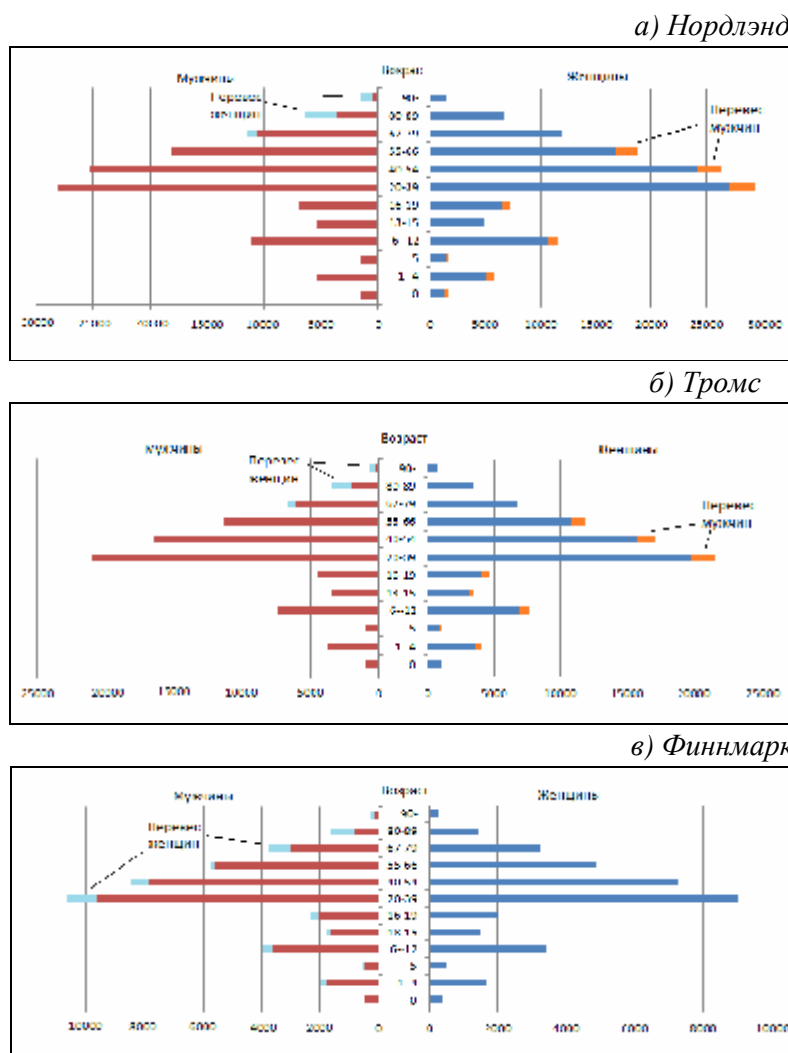 а) Нордлэнд
Мужчины
Возрас
Женщины
Перевес
женщин
Перевес
мужчин
90-
80-89
67-79
55-66
40-54
20-39
16-19
13-15
6--12
5
1--4
0
30000 25000 20000 15000 10000 5000 0
0 5000 10000 15000 20000 25000 30000
б) Тромс
Мужчины
Возраст
Женщины
Перевес
женщин
Перевес
мужчин
90-
80-89
67-79
55-66
40-54
20-39
16-19
13-15
6--12
5
1--4
0
25000 20000 15000 10000 5000 0
0 5000 10000 15000 20000 25000
в) Финнмарк
Мужчины
Возраст
Женщины
Перевес
женщин
90-
80-89
67-79
55-66
40-54
20-39
16-19
13-15
6--12
5
1--4
0
10000 8000 6000 4000 2000 0
0 2000 4000 6000 8000 10000